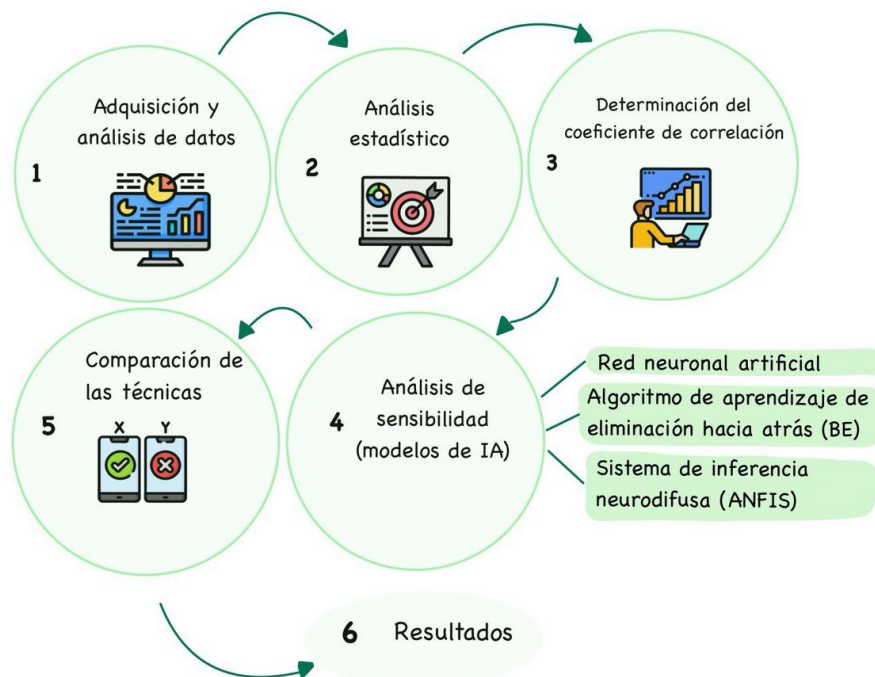 1
Adquisición y
análisis de datos
2
Análisis
estadístico
3
Determinación del
coeficiente de correlación
4
Análisis de
sensibilidad
(modelos de IA)
Red neuronal artificial
Algoritmo de aprendizaje de
eliminación hacia atrás (BE)
Sistema de inferencia
neurodifusa (ANFIS)
5
Comparación de
las técnicas
X Y
6 Resultados